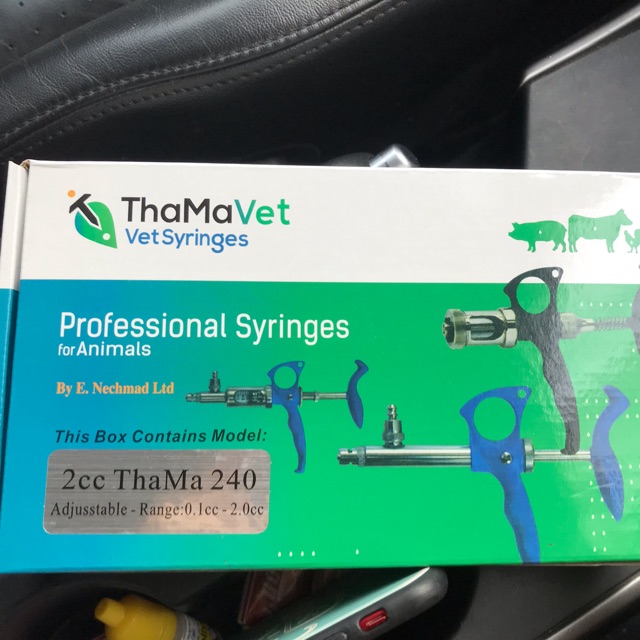 ThaMaVet
VetSyringes
Professional Syringes
for Animals
By E. Nechmad Ltd
This Box Contains Model:
2cc ThaMa 240
Adjusstable - Range:0.1cc - 2.0cc